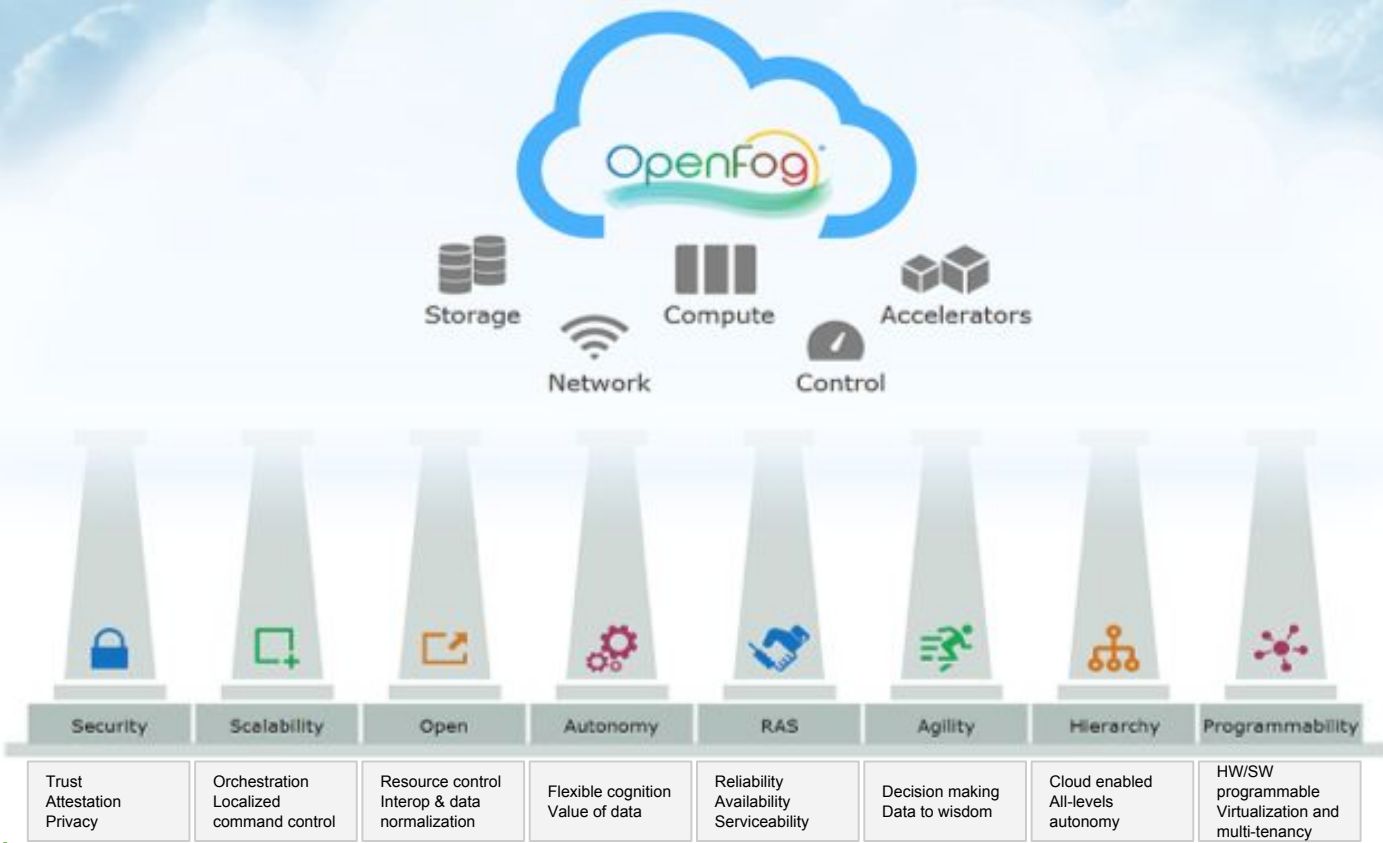 OpenFog
Storage
Compute
Accelerators
Network
Control
Security
Scalability
Open
Autonomy
RAS
Agility
Hierarchy
Programmability
Trust
Attestation
Privacy
Orchestration
Localized
command control
Resource control
Interop & data
normalization
Flexible cognition
Value of data
Reliability
Availability
Serviceability
Decision making
Data to wisdom
Cloud enabled
All-levels
autonomy
HW/SW
programmable
Virtualization and
multi-tenancy